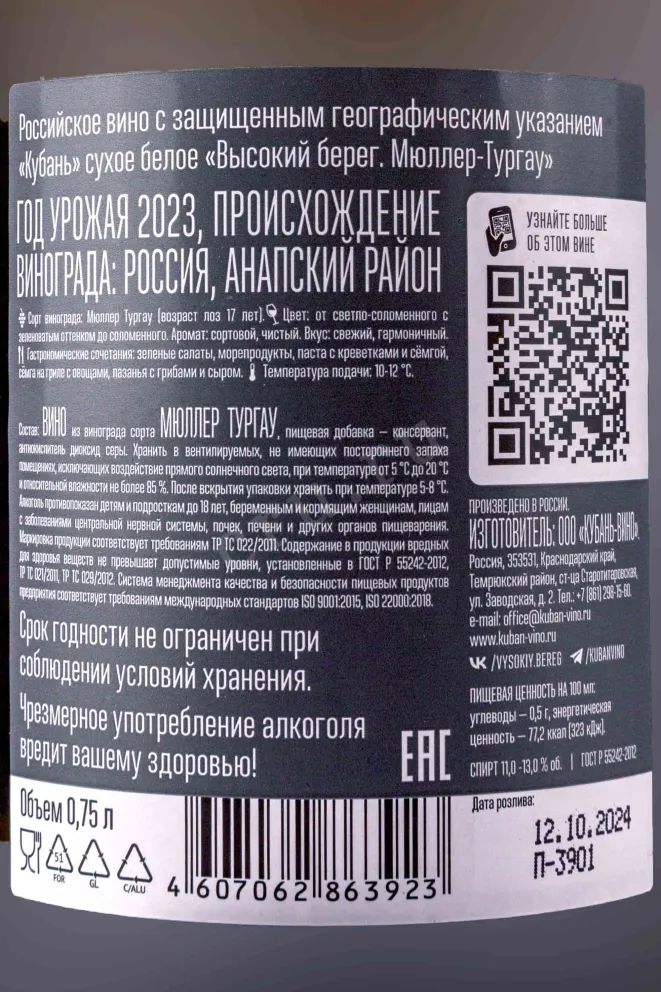 Российское вино с защищенным географическим указанием
«Кубань» сухое белое «Высокий берег. Мюллер-Тургау»
ГОД УРОЖАЯ 2023, ПРОИСХОЖДЕНИЕ
ВИНОГРАДА: РОССИЯ, АНАПСКИЙ РАЙОН
Сорт винограда: Мюллер Тургау (возраст лоз 17 лет). Цвет: от светло-соломенного с
зеленоватым оттенком до соломенного. Аромат: сортовой, чистый. Вкус: свежий, гармоничный.
Гастрономические сочетания: зеленые салаты, морепродукты, паста с креветками и сёмгой,
сёмга на гриле с овощами, лазанья с грибами и сыром. Температура подачи: 10-12 °С.
Состав: ВИНО из винограда сорта МЮЛЛЕР ТУРГАУ, пищевая добавка – консервант,
антиокислитель диоксид серы. Хранить в вентилируемых, не имеющих постороннего запаха
помещениях, исключающих воздействие прямого солнечного света, при температуре от 5 °С до 20 °С
и относительной влажности не более 85 %. После вскрытия упаковки хранить при температуре 5-8 °С.
Алкоголь противопоказан детям и подросткам до 18 лет, беременным и кормящим женщинам, лицам
с заболеваниями центральной нервной системы, почек, печени и других органов пищеварения.
Маркировка продукции соответствует требованиям ТР ТС 022/2011. Содержание в продукции вредных
для здоровья веществ не превышает допустимые уровни, установленные в ГОСТ Р 55242-2012,
ТР ТС 021/2011, ТР ТС 029/2012. Система менеджмента качества и безопасности пищевых продуктов
предприятия соответствует требованиям международных стандартов ISO 9001:2015, ISO 22000:2018.
Срок годности не ограничен при
соблюдении условий хранения.
Чрезмерное употребление алкоголя
вредит вашему здоровью!
ЕАС
УЗНАЙТЕ БОЛЬШЕ
ОБ ЭТОМ ВИНЕ
ПРОИЗВЕДЕНО В РОССИИ.
ИЗГОТОВИТЕЛЬ: ООО «КУБАНЬ-ВИНО».
Россия, 353531, Краснодарский край,
Темрюкский район, ст-ца Старотитаровская,
ул. Заводская, д. 2. Тел.: +7 (861) 298-15-60.
e-mail: office@kuban-vino.ru
www.kuban-vino.ru
/VYSOKIY.BEREG /KUBANVINO
ПИЩЕВАЯ ЦЕННОСТЬ НА 100 мл:
углеводы – 0,5 г, энергетическая
ценность – 77,2 ккал (323 кДж).
СПИРТ 11,0 -13,0 % об. | ГОСТ Р 55242-2012
Объем 0,75 л
51
FOR GL C/ALU
4 607062 863923
Дата розлива:
12.10.2024
П-3901